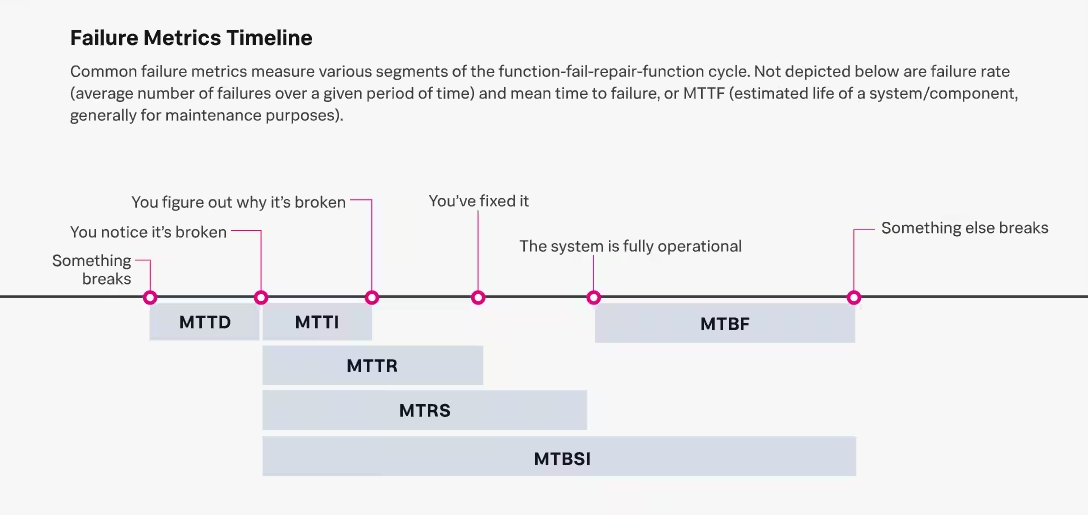 Failure Metrics Timeline
Common failure metrics measure various segments of the function-fail-repair-function cycle. Not depicted below are failure rate
(average number of failures over a given period of time) and mean time to failure, or MTTF (estimated life of a system/component,
generally for maintenance purposes).
You figure out why it's broken
You've fixed it
You notice it's broken
Something else breaks
The system is fully operational
Something
breaks
MTTD
MTTI
MTBF
MTTR
MTRS
MTBSI